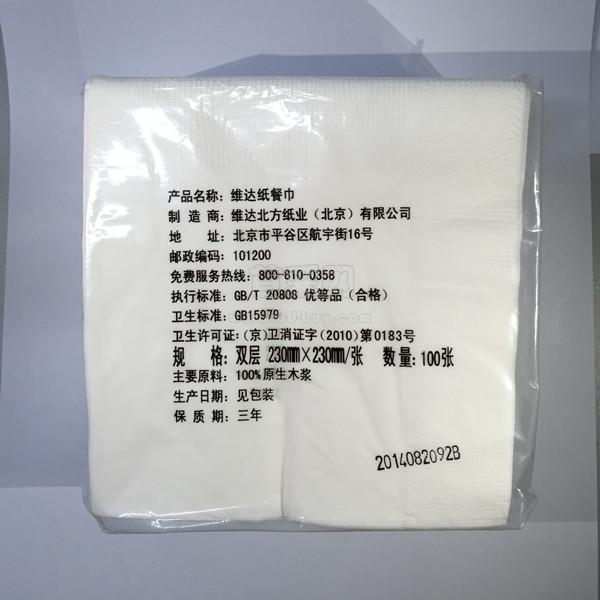 产品名称：维达纸餐巾
制 造 商：维达北方纸业（北京）有限公司
地　　址：北京市平谷区航宇街16号
邮政编码：101200
免费服务热线：800-810-0358
执行标准：GB/T 20808 优等品（合格）
卫生标准：GB15979
卫生许可证：（京）卫消证字（2010）第0183号
规　　格：双层 230mm×230mm/张　数量：100张
主要原料：100%原生木浆
生产日期：见包装
保 质 期：三年
2014082092B